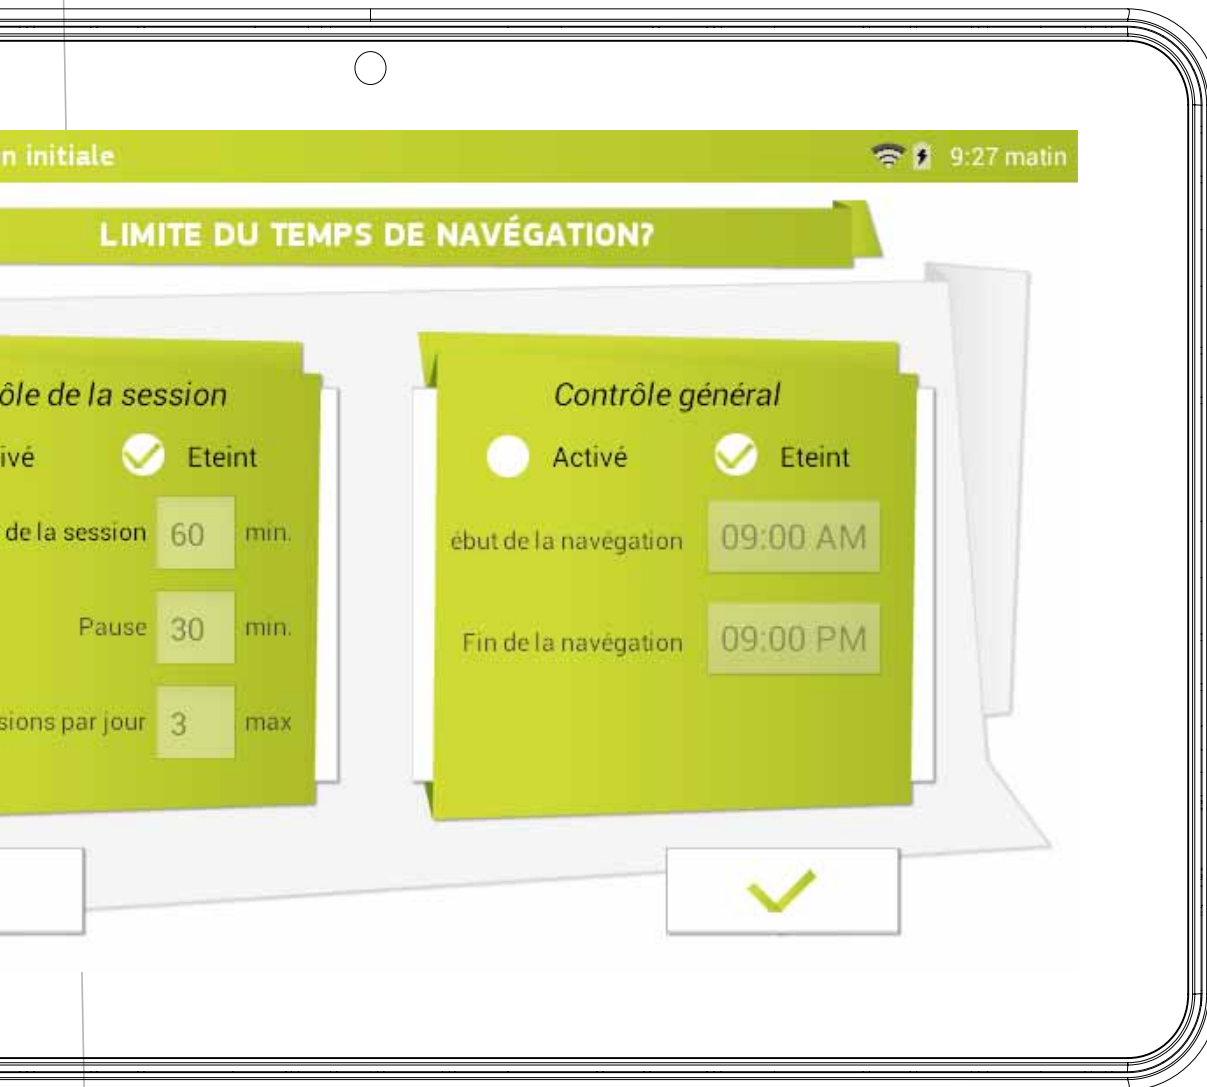 n initiale
9:27 matin
LIMITE DU TEMPS DE NAVÉGATION?
ôle de la session
ivé
Eteint
de la session 60 min.
Pause 30 min.
sions par jour 3 max
Contrôle général
Activé
Eteint
ébut de la navégation 09:00 AM
Fin de la navégation 09:00 PM